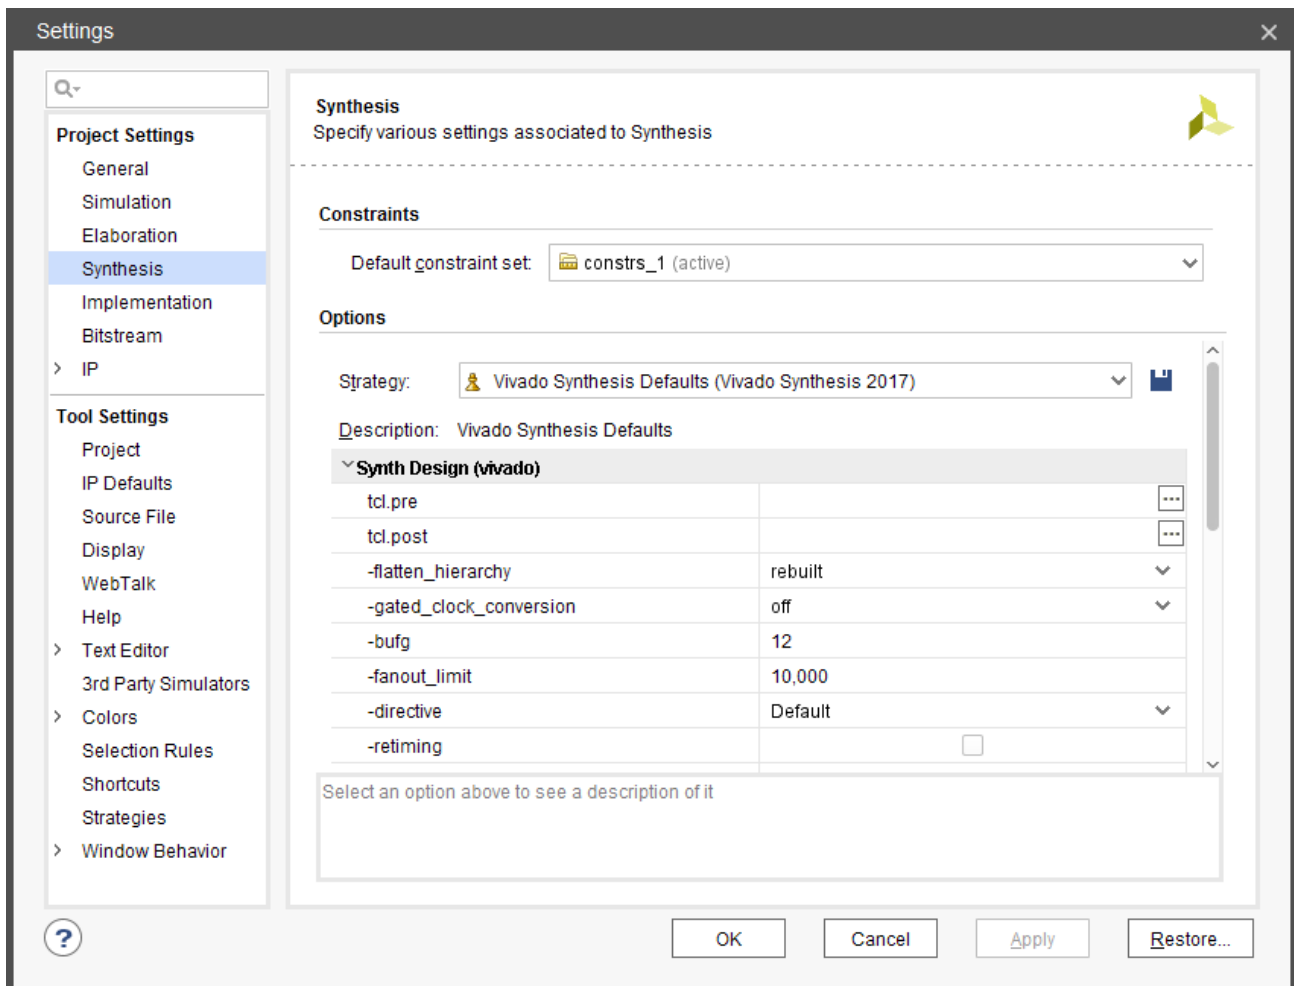 Settings
Project Settings
General
Simulation
Elaboration
Synthesis
Implementation
Bitstream
IP
Tool Settings
Project
IP Defaults
Source File
Display
WebTalk
Help
Text Editor
3rd Party Simulators
Colors
Selection Rules
Shortcuts
Strategies
Window Behavior
Synthesis
Specify various settings associated to Synthesis
Constraints
Default constraint set: constrs_1 (active)
Options
Strategy: Vivado Synthesis Defaults (Vivado Synthesis 2017)
Description: Vivado Synthesis Defaults
Synth Design (vivado)
tcl.pre ...
tcl.post ...
-flatten_hierarchy rebuilt
-gated_clock_conversion off
-bufg 12
-fanout_limit 10,000
-directive Default
-retiming
Select an option above to see a description of it
? OK Cancel Apply Restore...